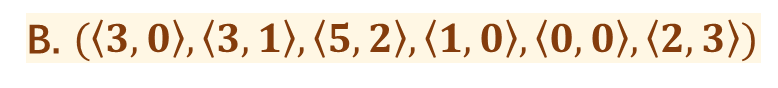 B. (⟨3, 0⟩, ⟨3, 1⟩, ⟨5, 2⟩, ⟨1, 0⟩, ⟨0, 0⟩, ⟨2, 3⟩)